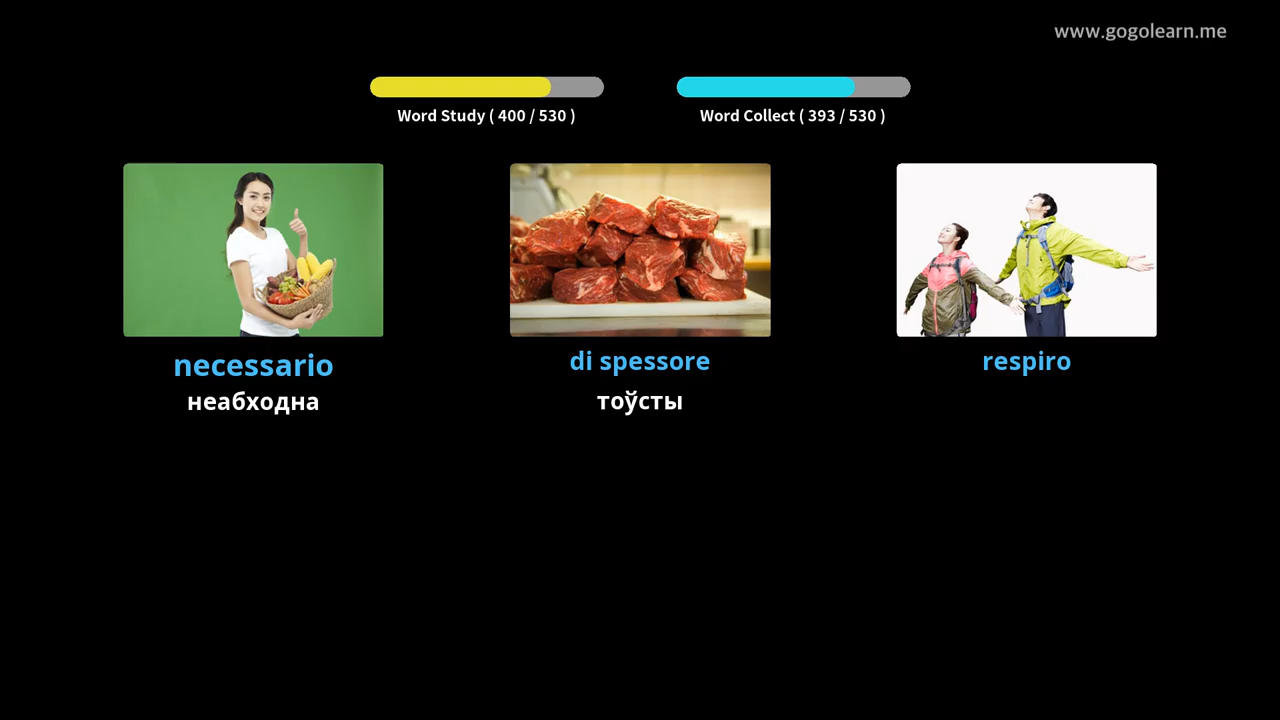 www.gogolearn.me
Word Study ( 400 / 530 )
Word Collect ( 393 / 530 )
necessario
неабходна
di spessore
тоўсты
respiro